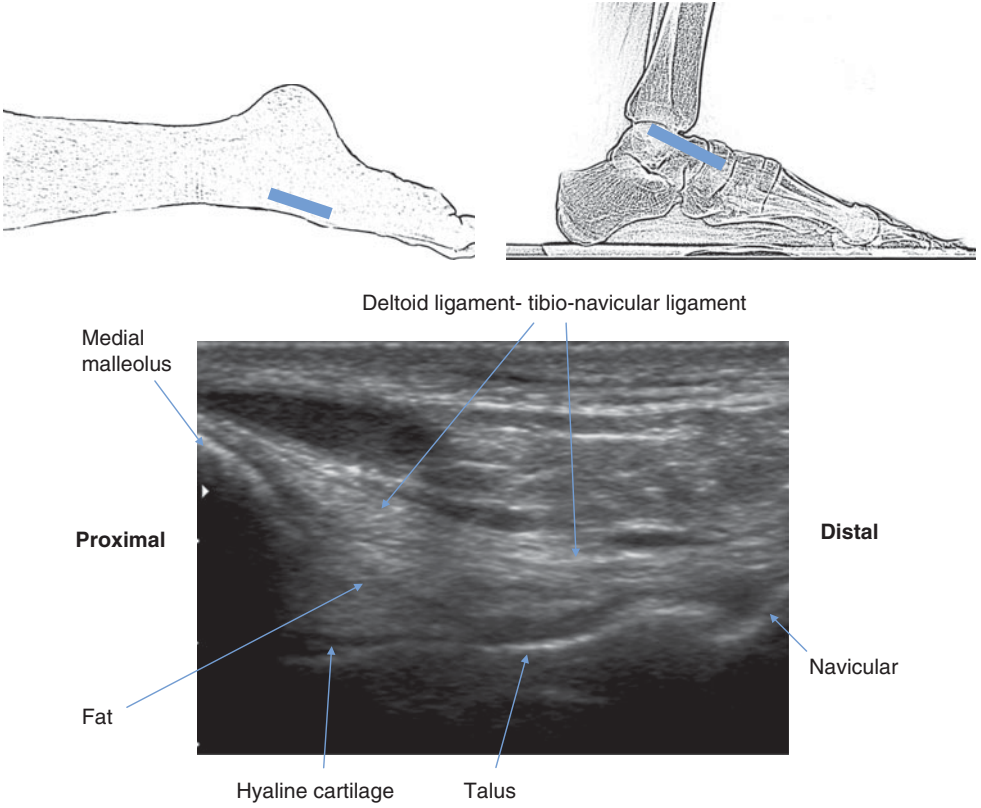 Deltoid ligament- tibio-navicular ligament
Medial
malleolus
Proximal
Distal
Navicular
Fat
Hyaline cartilage
Talus